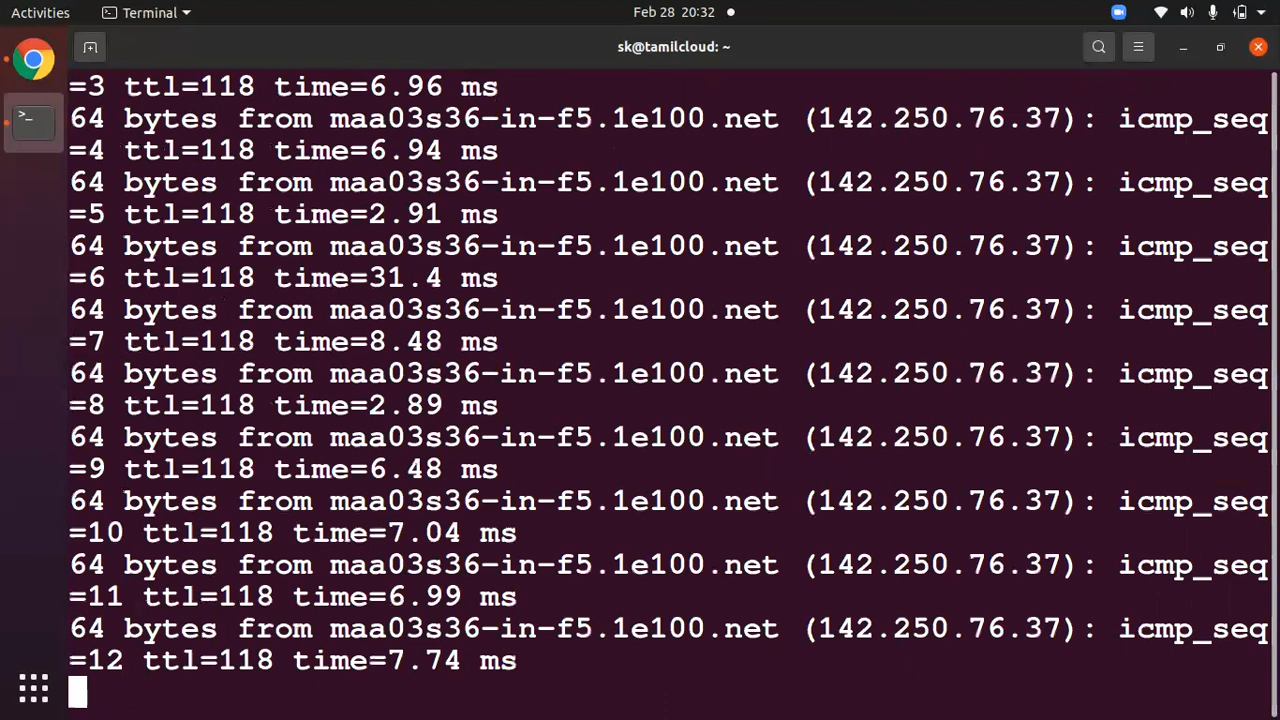 Activities
Terminal
Feb 28 20:32
sk@tamilcloud: ~
=3 ttl=118 time=6.96 ms
64 bytes from maa03s36-in-f5.1e100.net (142.250.76.37): icmp_seq
=4 ttl=118 time=6.94 ms
64 bytes from maa03s36-in-f5.1e100.net (142.250.76.37): icmp_seq
=5 ttl=118 time=2.91 ms
64 bytes from maa03s36-in-f5.1e100.net (142.250.76.37): icmp_seq
=6 ttl=118 time=31.4 ms
64 bytes from maa03s36-in-f5.1e100.net (142.250.76.37): icmp_seq
=7 ttl=118 time=8.48 ms
64 bytes from maa03s36-in-f5.1e100.net (142.250.76.37): icmp_seq
=8 ttl=118 time=2.89 ms
64 bytes from maa03s36-in-f5.1e100.net (142.250.76.37): icmp_seq
=9 ttl=118 time=6.48 ms
64 bytes from maa03s36-in-f5.1e100.net (142.250.76.37): icmp_seq
=10 ttl=118 time=7.04 ms
64 bytes from maa03s36-in-f5.1e100.net (142.250.76.37): icmp_seq
=11 ttl=118 time=6.99 ms
64 bytes from maa03s36-in-f5.1e100.net (142.250.76.37): icmp_seq
=12 ttl=118 time=7.74 ms